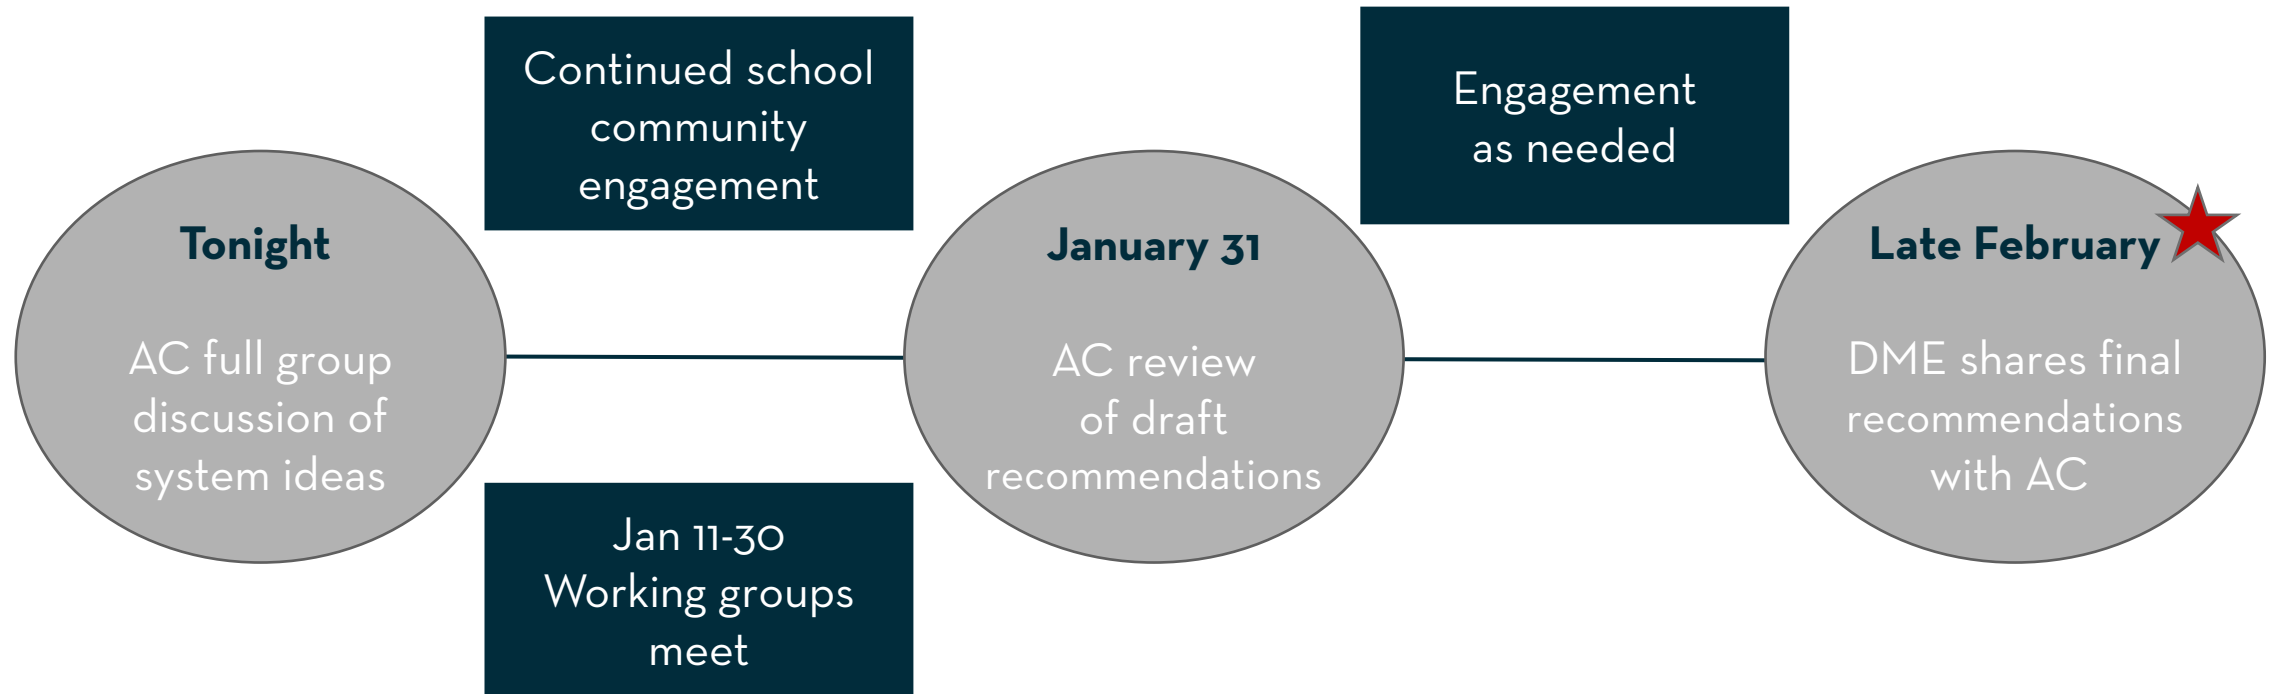 Tonight
AC full group
discussion of
system ideas
Continued school
community
engagement
Jan 11-30
Working groups
meet
January 31
AC review
of draft
recommendations
Engagement
as needed
Late February
DME shares final
recommendations
with AC